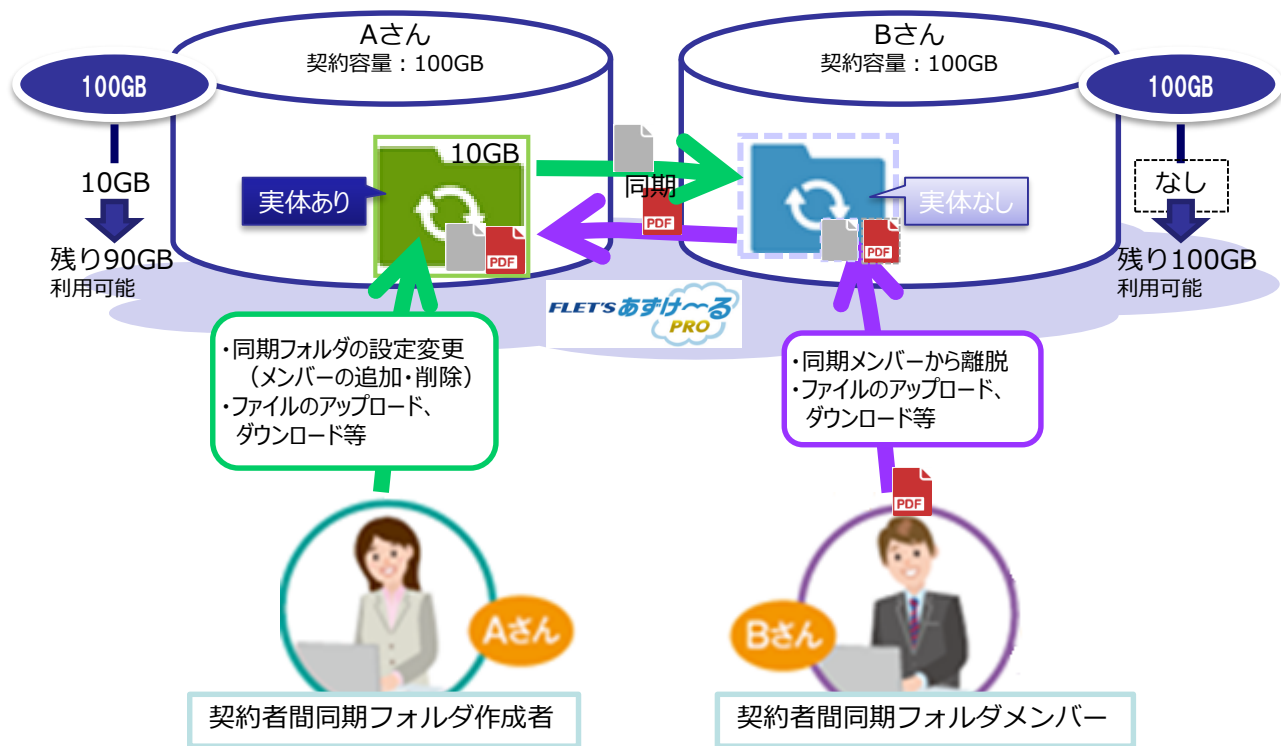 Aさん
契約容量：100GB
Bさん
契約容量：100GB
100GB
10GB
残り90GB
利用可能
実体あり
10GB
PDF
同期
PDF
実体なし
PDF
100GB
なし
残り100GB
利用可能
FLET'S あずけ～る
PRO
・同期フォルダの設定変更
（メンバーの追加・削除）
・ファイルのアップロード、
ダウンロード等
・同期メンバーから離脱
・ファイルのアップロード、
ダウンロード等
PDF
Aさん
Bさん
契約者間同期フォルダ作成者
契約者間同期フォルダメンバー